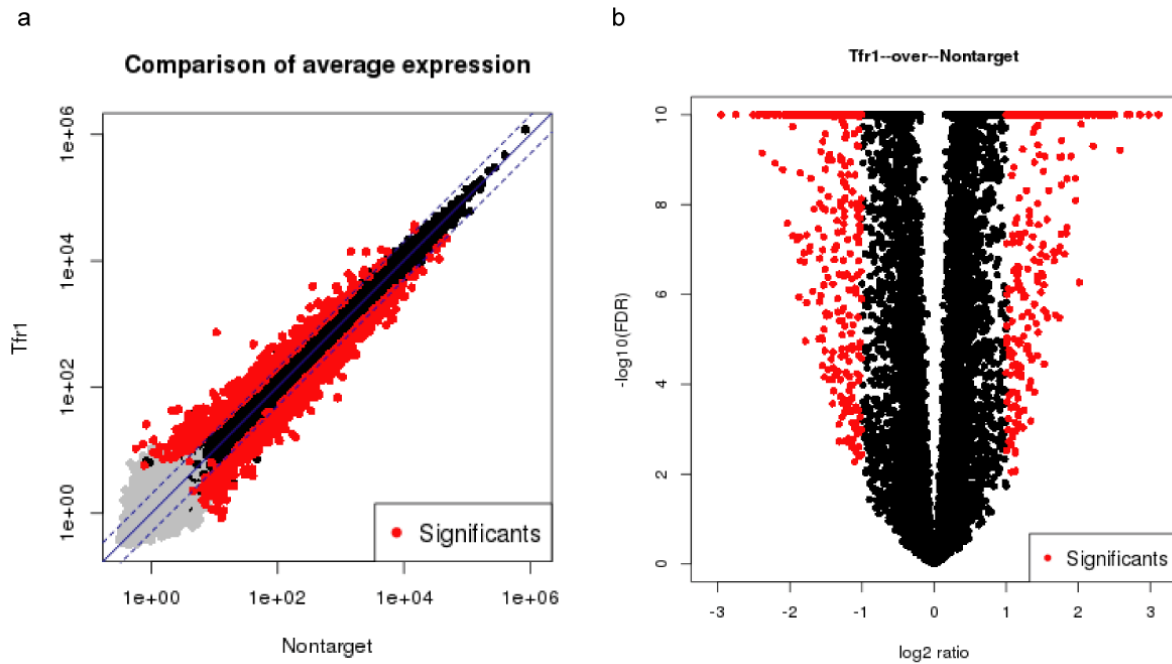 a
Comparison of average expression
1e+06
1e+04
1e+02
1e+00
Tfr1
Significants
1e+00 1e+02 1e+04 1e+06
Nontarget
b
Tfr1--over--Nontarget
10
8
6
4
2
0
-log10(FDR)
Significants
-3 -2 -1 0 1 2 3
log2 ratio